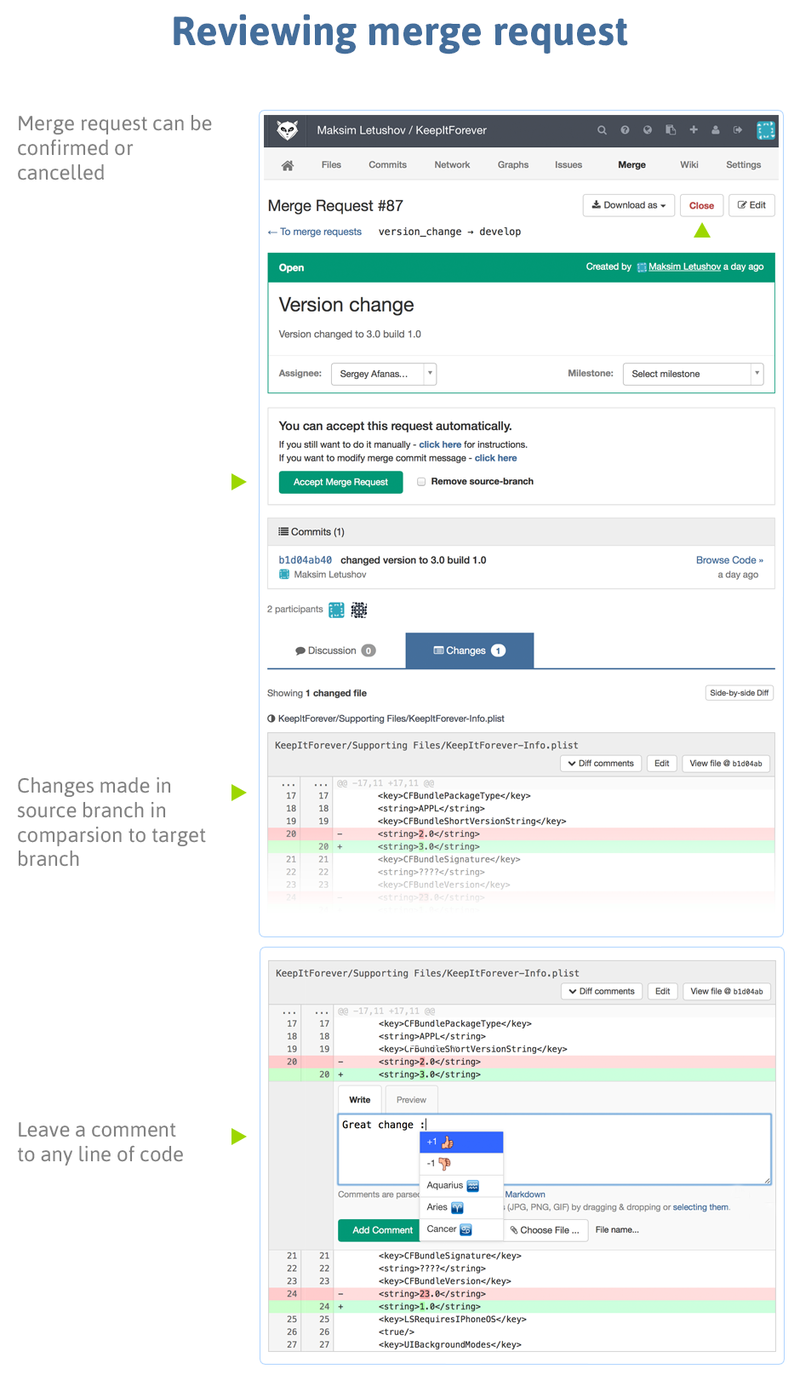 Reviewing merge request
Merge request can be
confirmed or
cancelled
Maksim Letushov / KeepItForever
Files Commits Network Graphs Issues Merge Wiki Settings
Merge Request #87
Download as Close Edit
← To merge requests version_change → develop
Open Created by Maksim Letushov a day ago
Version change
Version changed to 3.0 build 1.0
Assignee: Sergey Afanas... Milestone: Select milestone
You can accept this request automatically.
If you still want to do it manually - click here for instructions.
If you want to modify merge commit message - click here
Accept Merge Request Remove source-branch
Commits (1)
b1d04ab40 changed version to 3.0 build 1.0 Browse Code »
Maksim Letushov a day ago
2 participants
Discussion 0 Changes 1
Showing 1 changed file Side-by-side Diff
KeepItForever/Supporting Files/KeepItForever-Info.plist
Changes made in
source branch in
comparsion to target
branch
KeepItForever/Supporting Files/KeepItForever-Info.plist
Diff comments Edit View file @ b1d04ab
... ... @@ -17,11 +17,11 @@
17 17 <key>CFBundlePackageType</key>
18 18 <string>APPL</string>
19 19 <key>CFBundleShortVersionString</key>
20 - <string>2.0</string>
20 + <string>3.0</string>
21 21 <key>CFBundleSignature</key>
22 22 <string>????</string>
23 23 <key>CFBundleVersion</key>
24 - <string>23.0</string>
KeepItForever/Supporting Files/KeepItForever-Info.plist
Diff comments Edit View file @ b1d04ab
... ... @@ -17,11 +17,11 @@
17 17 <key>CFBundlePackageType</key>
18 18 <string>APPL</string>
19 19 <key>CFBundleShortVersionString</key>
20 - <string>2.0</string>
20 + <string>3.0</string>
Leave a comment
to any line of code
Write Preview
Great change :
+1
-1
Aquarius
Aries
Cancer
Comments are parsed Markdown
(JPG, PNG, GIF) by dragging & dropping or selecting them.
Add Comment Choose File ... File name...
21 21 <key>CFBundleSignature</key>
22 22 <string>????</string>
23 23 <key>CFBundleVersion</key>
24 - <string>23.0</string>
24 + <string>1.0</string>
25 25 <key>LSRequiresIPhoneOS</key>
26 26 <true/>
27 27 <key>UIBackgroundModes</key>